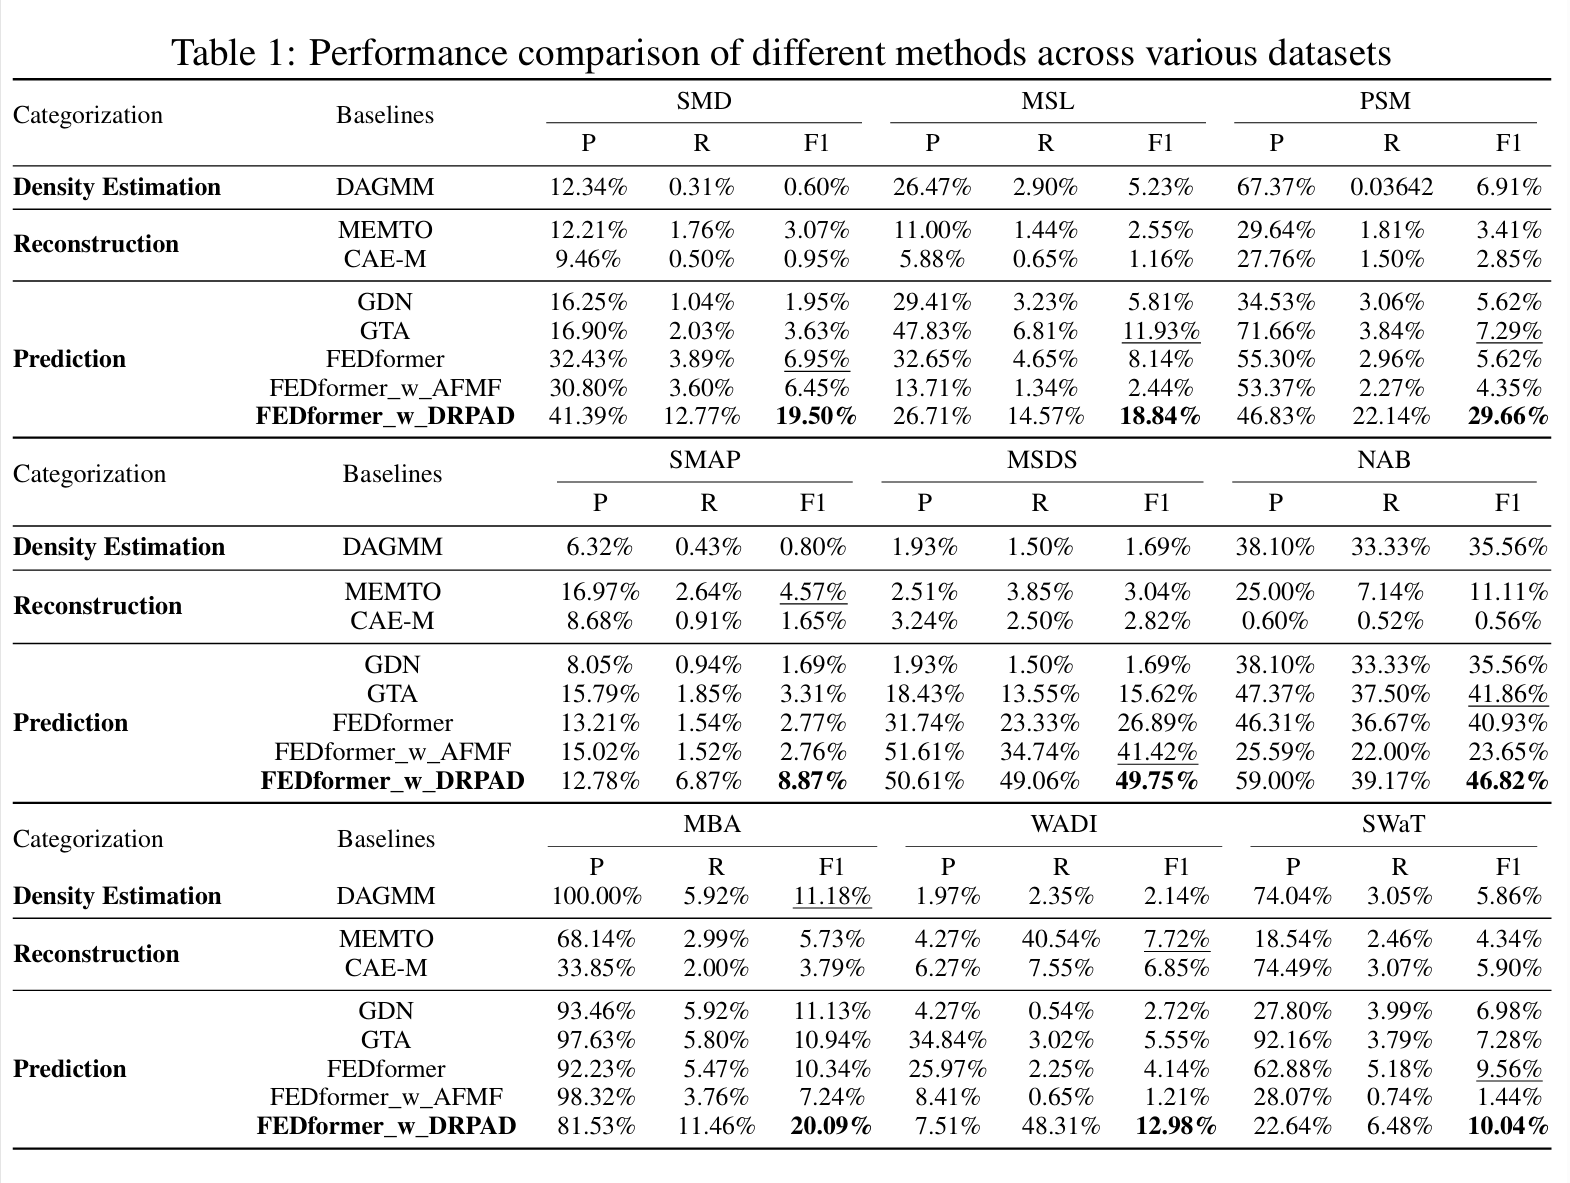 Table 1: Performance comparison of different methods across various datasets
Categorization Baselines SMD MSL PSM
P R F1 P R F1 P R F1
Density Estimation DAGMM 12.34% 0.31% 0.60% 26.47% 2.90% 5.23% 67.37% 0.03642 6.91%
Reconstruction MEMTO 12.21% 1.76% 3.07% 11.00% 1.44% 2.55% 29.64% 1.81% 3.41%
CAE-M 9.46% 0.50% 0.95% 5.88% 0.65% 1.16% 27.76% 1.50% 2.85%
GDN 16.25% 1.04% 1.95% 29.41% 3.23% 5.81% 34.53% 3.06% 5.62%
GTA 16.90% 2.03% 3.63% 47.83% 6.81% 11.93% 71.66% 3.84% 7.29%
Prediction FEDformer 32.43% 3.89% 6.95% 32.65% 4.65% 8.14% 55.30% 2.96% 5.62%
FEDformer_w_AFMF 30.80% 3.60% 6.45% 13.71% 1.34% 2.44% 53.37% 2.27% 4.35%
FEDformer_w_DRPAD 41.39% 12.77% 19.50% 26.71% 14.57% 18.84% 46.83% 22.14% 29.66%
Categorization Baselines SMAP MSDS NAB
P R F1 P R F1 P R F1
Density Estimation DAGMM 6.32% 0.43% 0.80% 1.93% 1.50% 1.69% 38.10% 33.33% 35.56%
Reconstruction MEMTO 16.97% 2.64% 4.57% 2.51% 3.85% 3.04% 25.00% 7.14% 11.11%
CAE-M 8.68% 0.91% 1.65% 3.24% 2.50% 2.82% 0.60% 0.52% 0.56%
GDN 8.05% 0.94% 1.69% 1.93% 1.50% 1.69% 38.10% 33.33% 35.56%
GTA 15.79% 1.85% 3.31% 18.43% 13.55% 15.62% 47.37% 37.50% 41.86%
Prediction FEDformer 13.21% 1.54% 2.77% 31.74% 23.33% 26.89% 46.31% 36.67% 40.93%
FEDformer_w_AFMF 15.02% 1.52% 2.76% 51.61% 34.74% 41.42% 25.59% 22.00% 23.65%
FEDformer_w_DRPAD 12.78% 6.87% 8.87% 50.61% 49.06% 49.75% 59.00% 39.17% 46.82%
Categorization Baselines MBA WADI SWaT
P R F1 P R F1 P R F1
Density Estimation DAGMM 100.00% 5.92% 11.18% 1.97% 2.35% 2.14% 74.04% 3.05% 5.86%
Reconstruction MEMTO 68.14% 2.99% 5.73% 4.27% 40.54% 7.72% 18.54% 2.46% 4.34%
CAE-M 33.85% 2.00% 3.79% 6.27% 7.55% 6.85% 74.49% 3.07% 5.90%
GDN 93.46% 5.92% 11.13% 4.27% 0.54% 2.72% 27.80% 3.99% 6.98%
GTA 97.63% 5.80% 10.94% 34.84% 3.02% 5.55% 92.16% 3.79% 7.28%
Prediction FEDformer 92.23% 5.47% 10.34% 25.97% 2.25% 4.14% 62.88% 5.18% 9.56%
FEDformer_w_AFMF 98.32% 3.76% 7.24% 8.41% 0.65% 1.21% 28.07% 0.74% 1.44%
FEDformer_w_DRPAD 81.53% 11.46% 20.09% 7.51% 48.31% 12.98% 22.64% 6.48% 10.04%